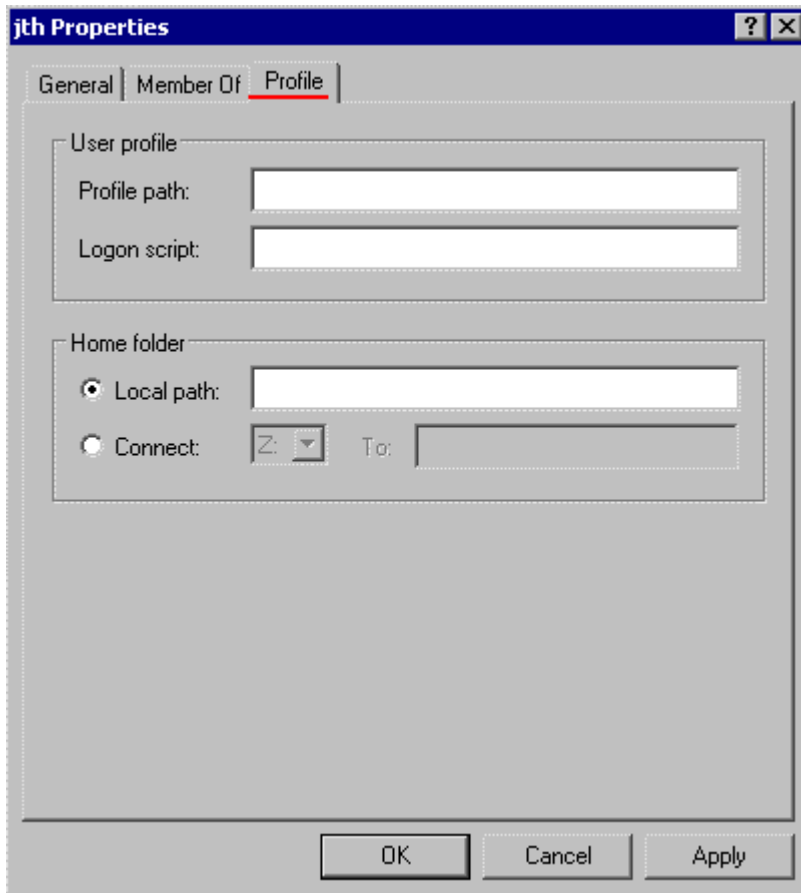 jth Properties
General Member Of Profile
User profile
Profile path:
Logon script:
Home folder
Local path:
Connect: Z: To:
OK Cancel Apply